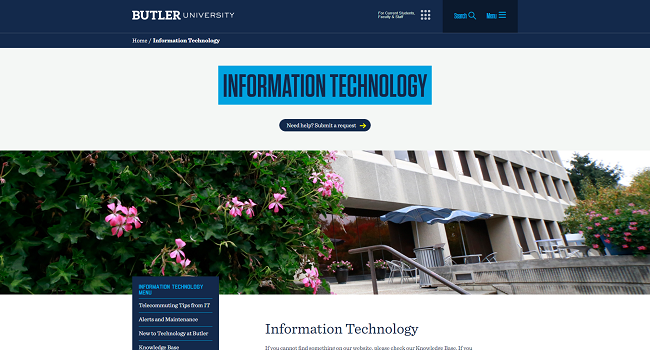 BUTLER UNIVERSITY
For Current Students,
Faculty & Staff
Search
Menu
Home / Information Technology
INFORMATION TECHNOLOGY
Need help? Submit a request
INFORMATION TECHNOLOGY
MENU
Telecommuting Tips from IT
Alerts and Maintenance
New to Technology at Butler
Knowledge Base
Information Technology
If you cannot find something on our website, please check our Knowledge Base. If you